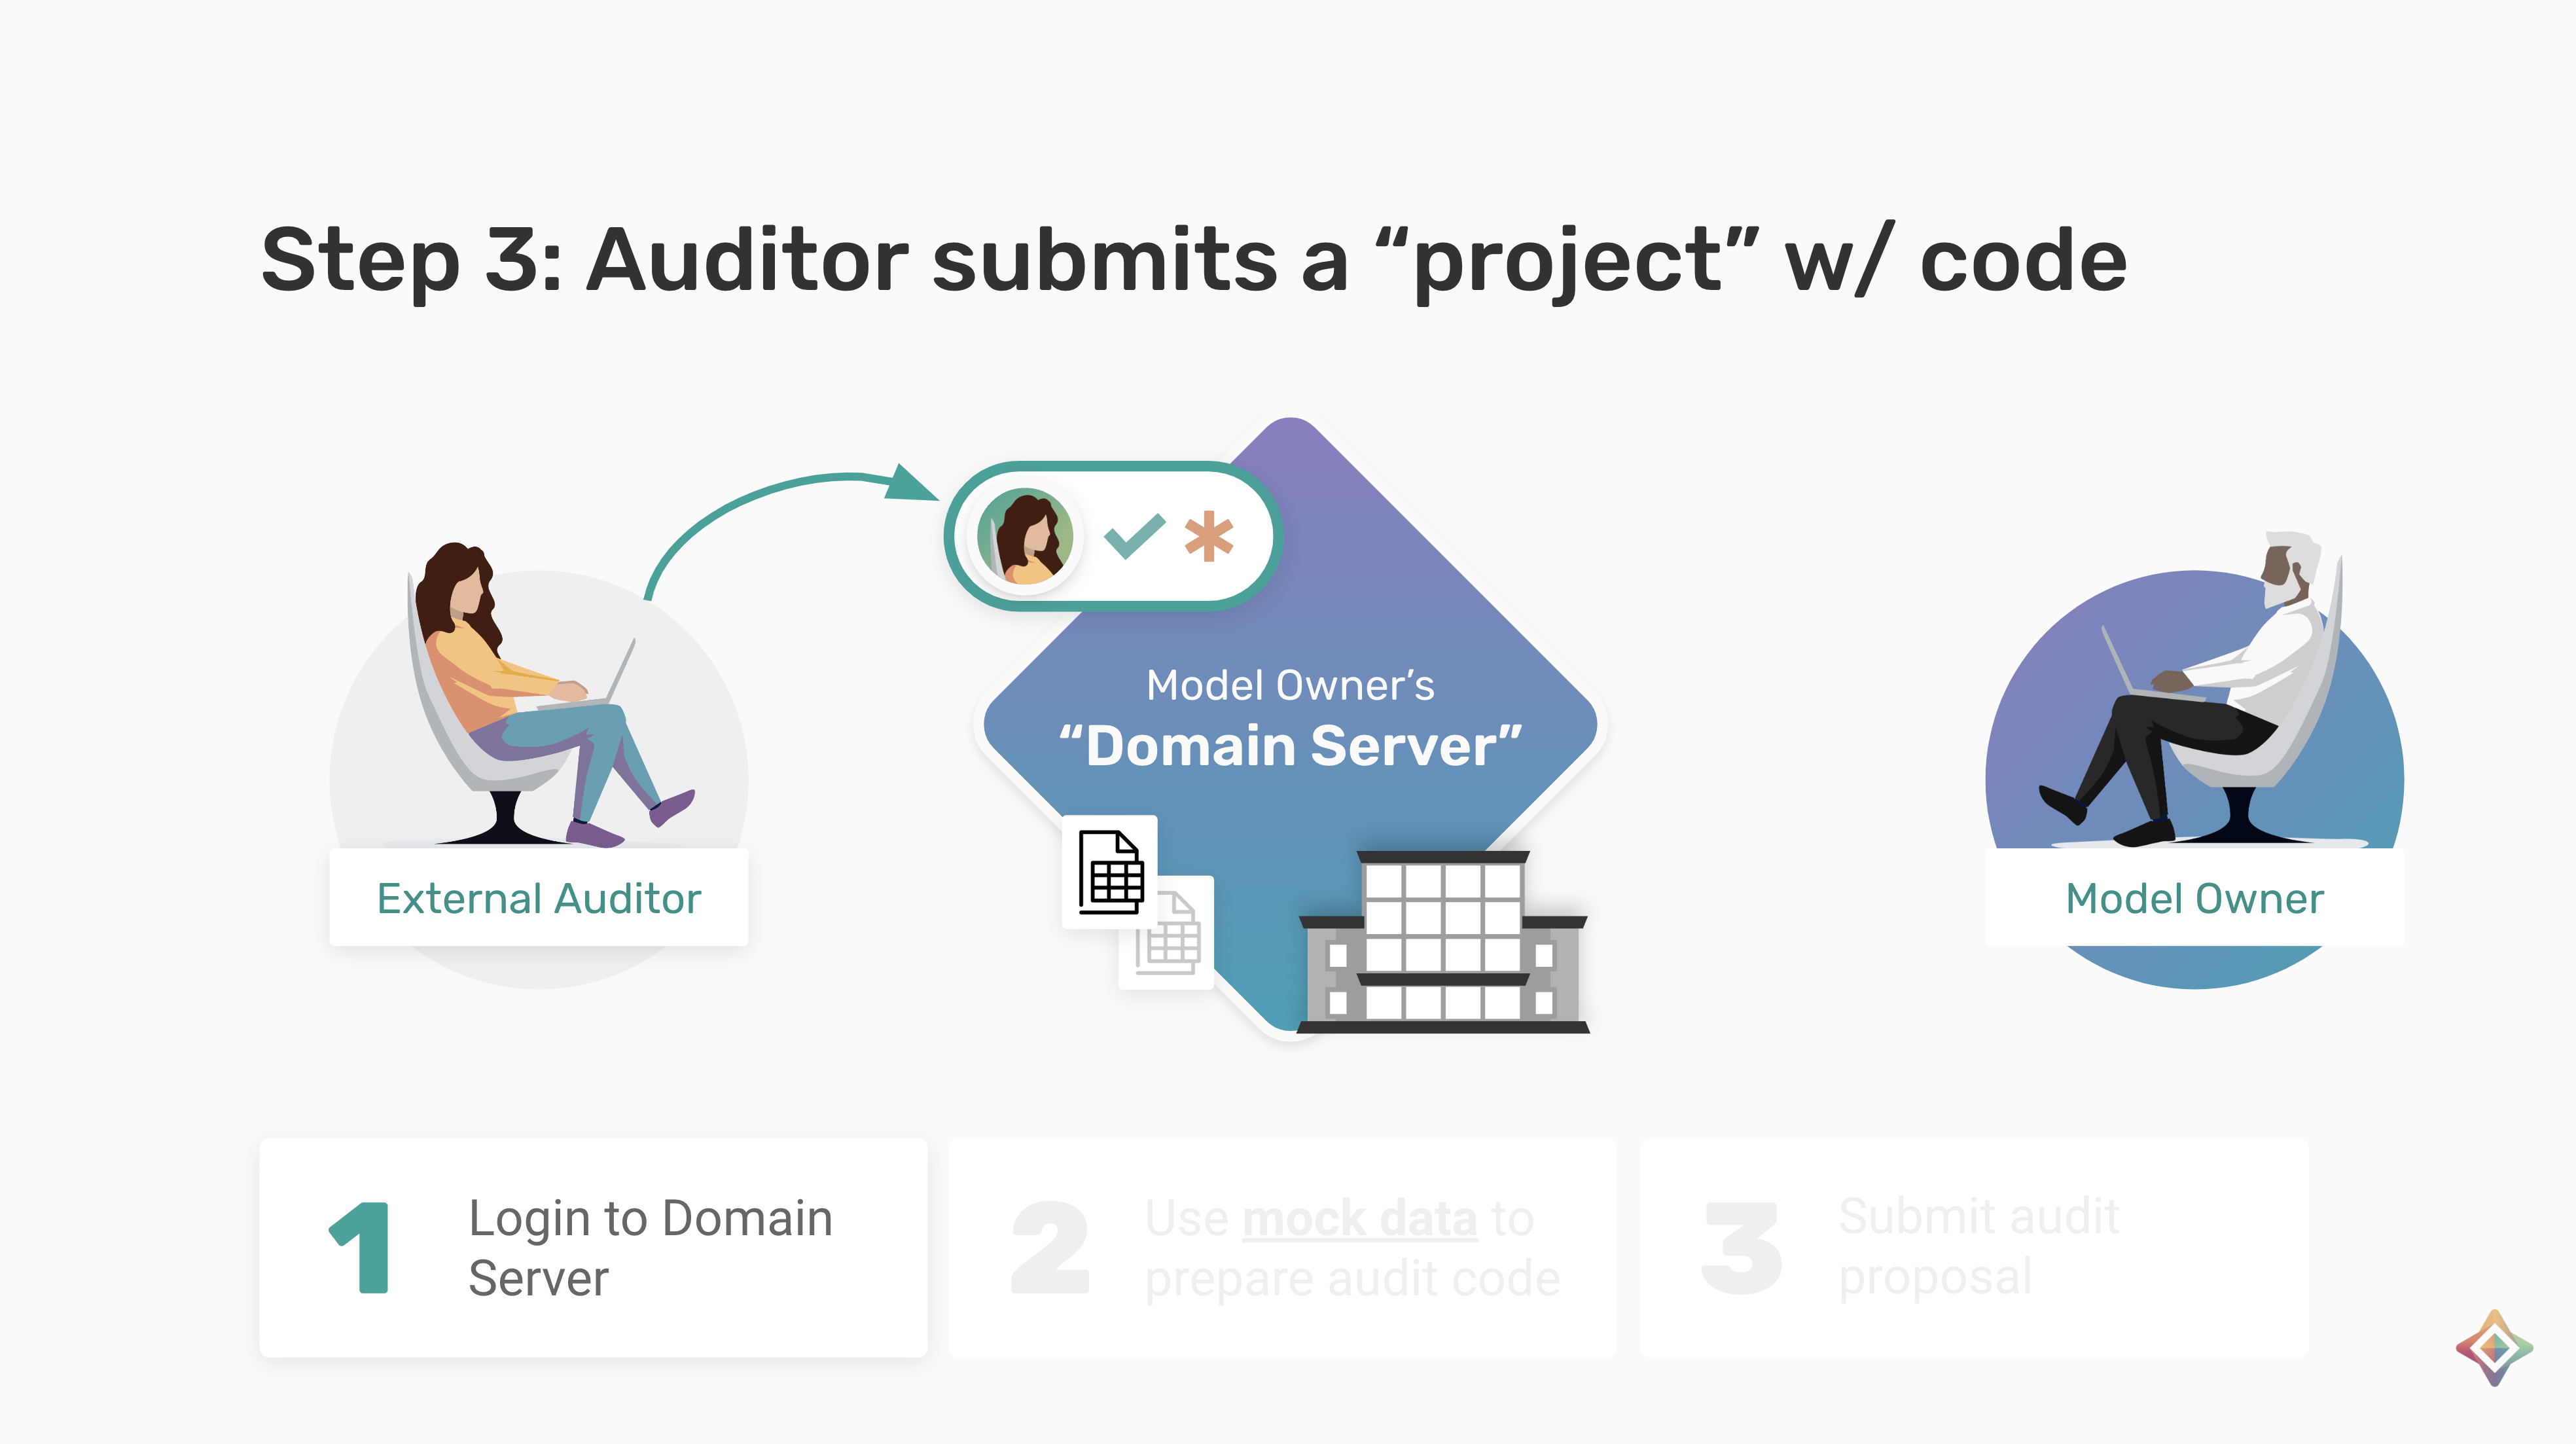 Step 3: Auditor submits a “project” w/ code
Model Owner’s
“Domain Server”
External Auditor
Model Owner
1
Login to Domain
Server
2
Use mock data to
prepare audit code
3
Submit audit
proposal